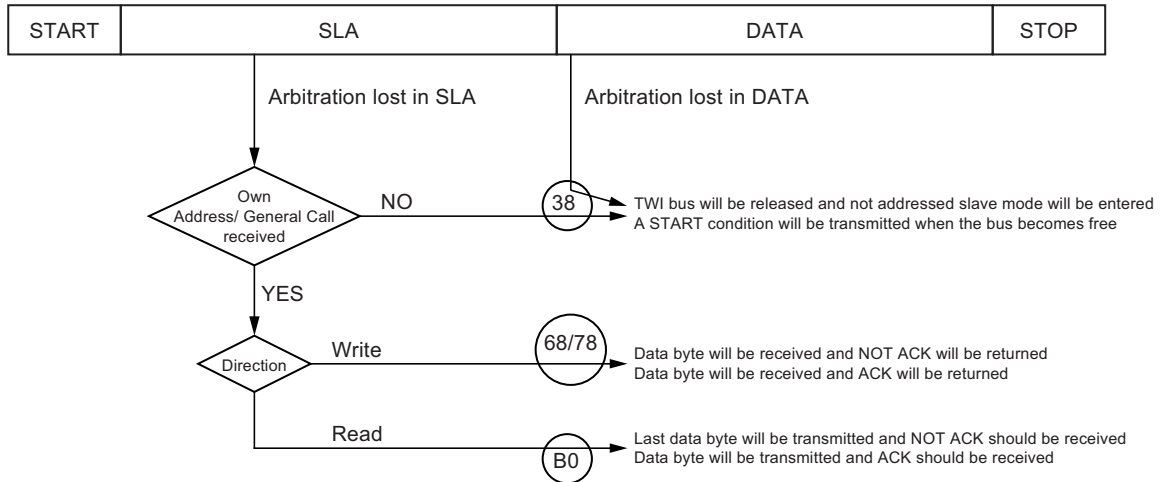 START SLA DATA STOP
Arbitration lost in SLA Arbitration lost in DATA
Own
Address/ General Call
received
NO
38
TWI bus will be released and not addressed slave mode will be entered
A START condition will be transmitted when the bus becomes free
YES
Direction
Write
68/78
Data byte will be received and NOT ACK will be returned
Data byte will be received and ACK will be returned
Read
B0
Last data byte will be transmitted and NOT ACK should be received
Data byte will be transmitted and ACK should be received